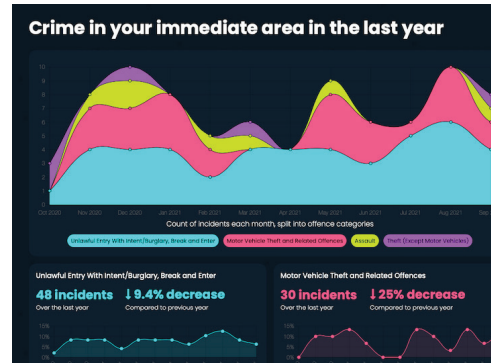 Crime in your immediate area in the last year
10
9
8
7
6
5
4
3
2
1
0
Oct 2020 Nov 2020 Dec 2020 Jan 2021 Feb 2021 Mar 2021 Apr 2021 May 2021 Jun 2021 Jul 2021 Aug 2021 Sep
Count of incidents each month, split into offence categories
Unlawful Entry With Intent/Burglary, Break and Enter Motor Vehicle Theft and Related Offences Assault Theft (Except Motor Vehicles)
Unlawful Entry With Intent/Burglary, Break and Enter Motor Vehicle Theft and Related Offences
48 incidents ↓ 9.4% decrease 30 incidents ↓ 25% decrease
Over the last year Compared to previous year Over the last year Compared to previous year
15% 15%
10% 10%
5% 5%
0% 0%